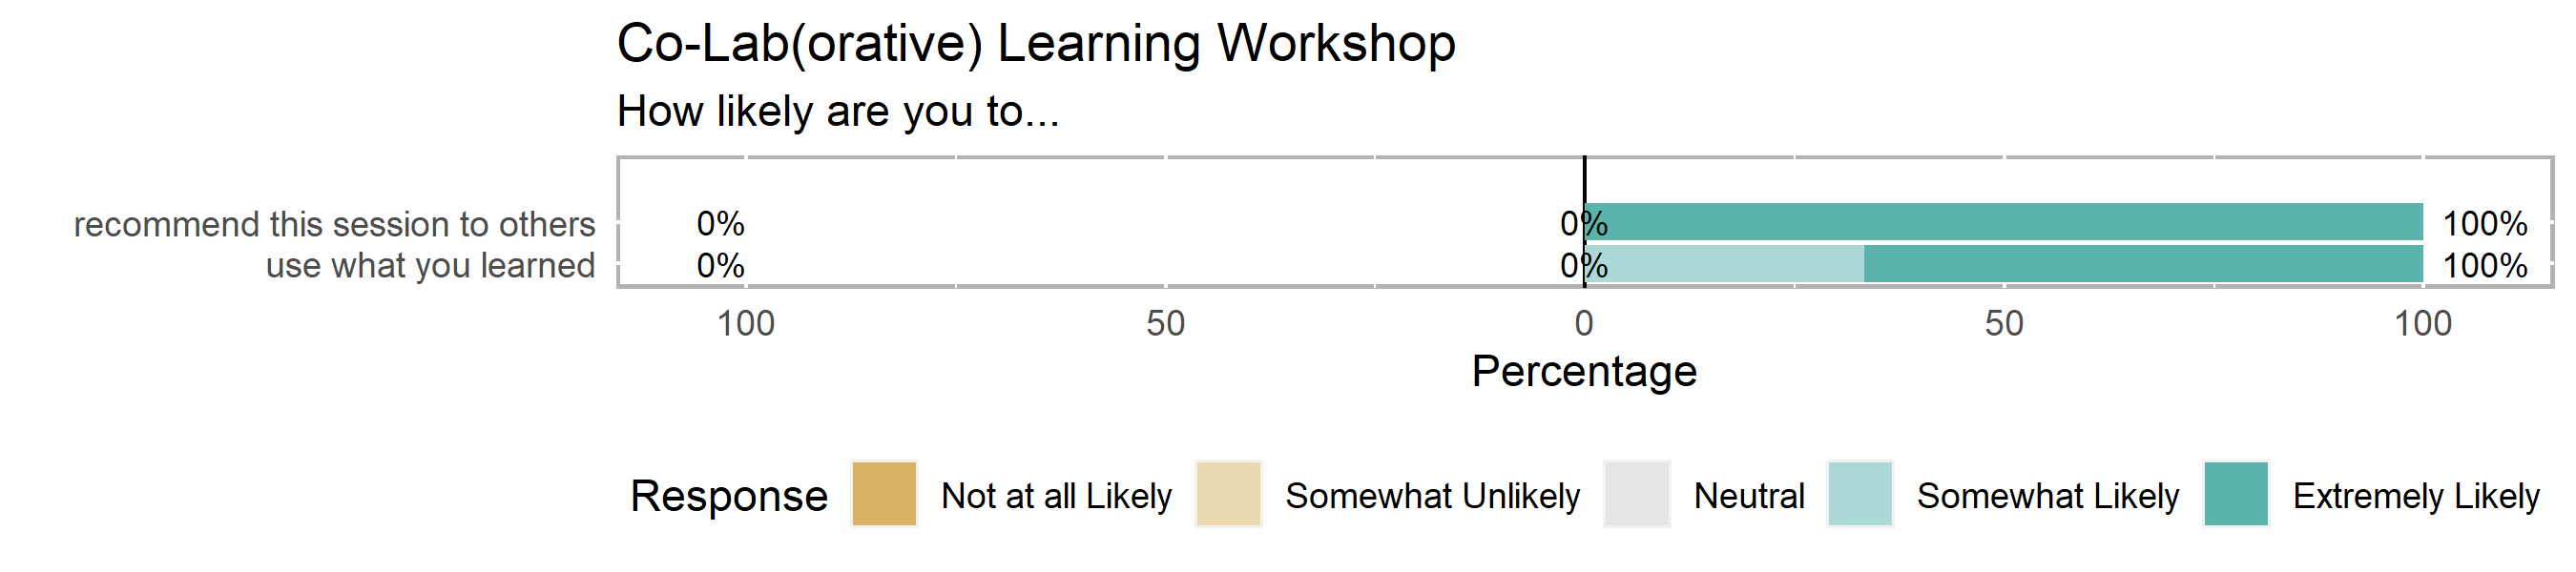 Co-Lab(orative) Learning Workshop
How likely are you to...
recommend this session to others 0% 0% 100%
use what you learned 0% 0% 100%
100 50 0 50 100
Percentage
Response Not at all Likely Somewhat Unlikely Neutral Somewhat Likely Extremely Likely